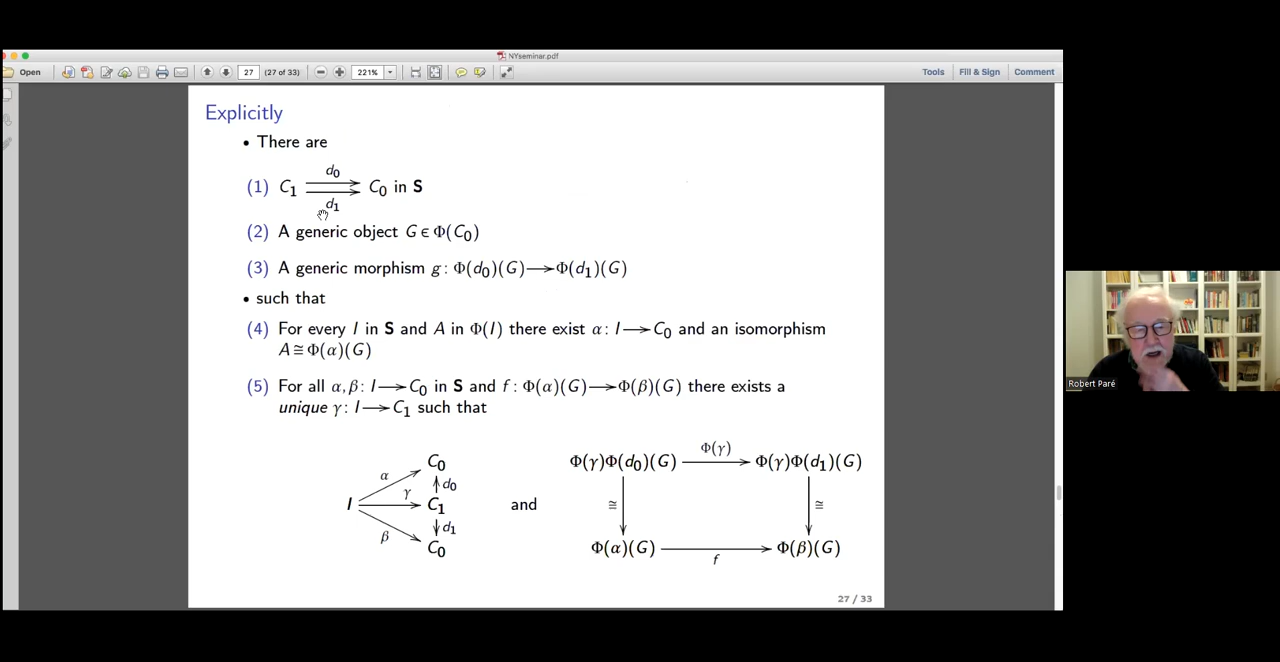 NYseminar.pdf
Open 27 (27 of 33) 221% Tools Fill & Sign Comment
Explicitly
• There are
d₀
(1) C₁ ⇉ C₀ in S
d₁
(2) A generic object G ∈ Φ(C₀)
(3) A generic morphism g: Φ(d₀)(G) → Φ(d₁)(G)
• such that
(4) For every I in S and A in Φ(I) there exist α: I → C₀ and an isomorphism
A ≅ Φ(α)(G)
(5) For all α, β: I → C₀ in S and f: Φ(α)(G) → Φ(β)(G) there exists a
unique γ: I → C₁ such that
C₀
α ↑ d₀
I γ C₁
β ↓ d₁
C₀
and
Φ(γ)
Φ(γ)Φ(d₀)(G) → Φ(γ)Φ(d₁)(G)
≅ ≅
Φ(α)(G) → Φ(β)(G)
f
27 / 33
Robert Paré